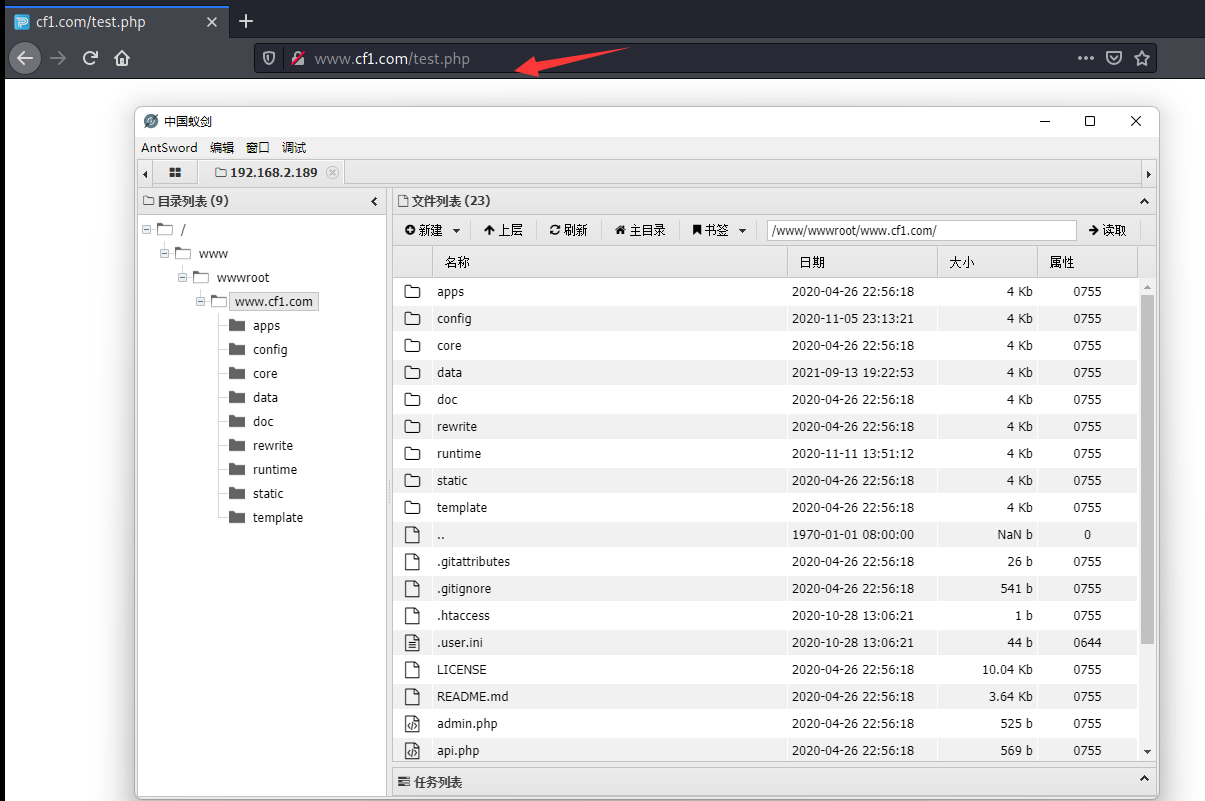 cf1.com/test.php
www.cf1.com/test.php
中国蚁剑
AntSword 编辑 窗口 调试
192.168.2.189
目录列表 (9)
/
www
wwwroot
www.cf1.com
apps
config
core
data
doc
rewrite
runtime
static
template
文件列表 (23)
新建 上层 刷新 主目录 书签 /www/wwwroot/www.cf1.com/ 读取
名称 日期 大小 属性
apps 2020-04-26 22:56:18 4 Kb 0755
config 2020-11-05 23:13:21 4 Kb 0755
core 2020-04-26 22:56:18 4 Kb 0755
data 2021-09-13 19:22:53 4 Kb 0755
doc 2020-04-26 22:56:18 4 Kb 0755
rewrite 2020-04-26 22:56:18 4 Kb 0755
runtime 2020-11-11 13:51:12 4 Kb 0755
static 2020-04-26 22:56:18 4 Kb 0755
template 2020-04-26 22:56:18 4 Kb 0755
.. 1970-01-01 08:00:00 NaN b 0
.gitattributes 2020-04-26 22:56:18 26 b 0755
.gitignore 2020-04-26 22:56:18 541 b 0755
.htaccess 2020-10-28 13:06:21 1 b 0755
.user.ini 2020-10-28 13:06:21 44 b 0644
LICENSE 2020-04-26 22:56:18 10.04 Kb 0755
README.md 2020-04-26 22:56:18 3.64 Kb 0755
admin.php 2020-04-26 22:56:18 525 b 0755
api.php 2020-04-26 22:56:18 569 b 0755
任务列表